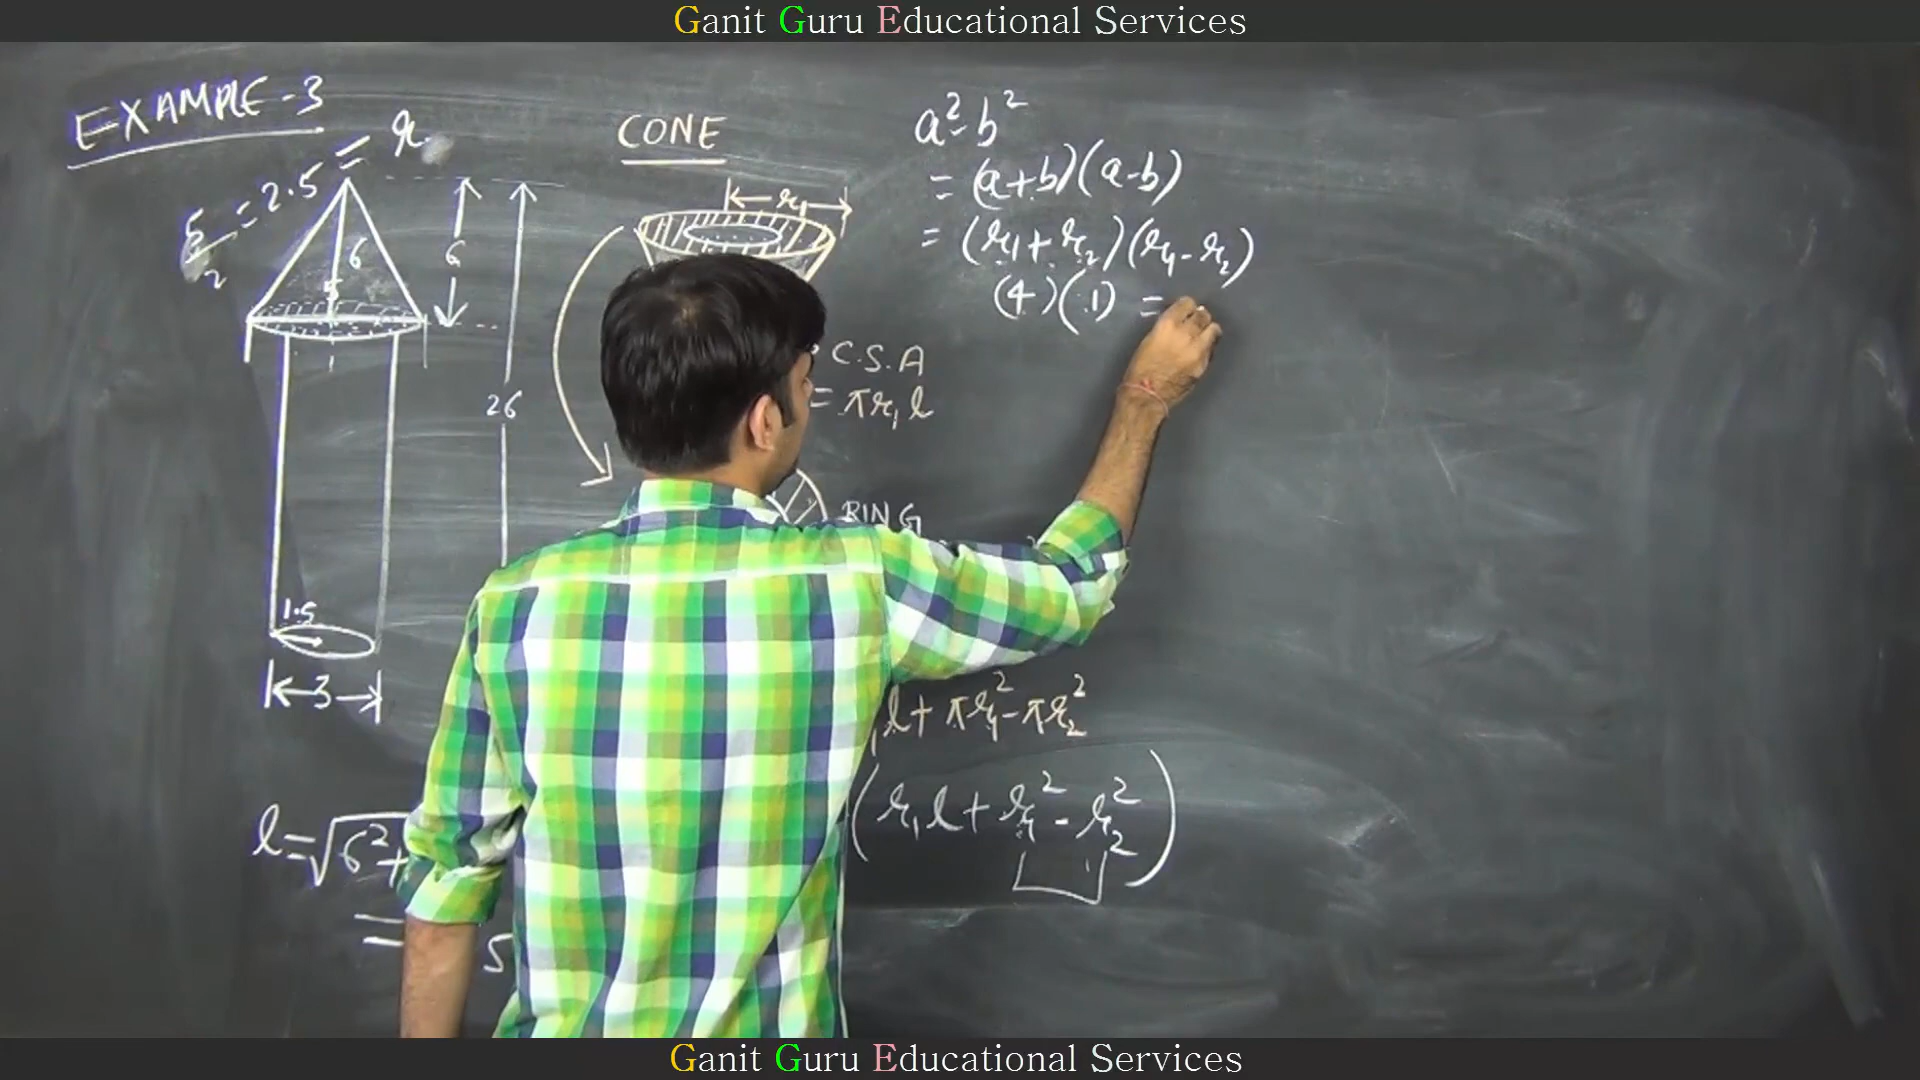 Ganit Guru Educational Services
EXAMPLE-3
5/2 = 2.5 = r
6
5
6
26
1.5
3
l = √6² +
=
5
CONE
r₁
C.S.A
= πr₁l
RING
l + πr₁² - πr₂²
(r₁l + r₁² - r₂²)
a² - b²
= (a+b)(a-b)
= (r₁+r₂)(r₁-r₂)
(4)(1) =
Ganit Guru Educational Services